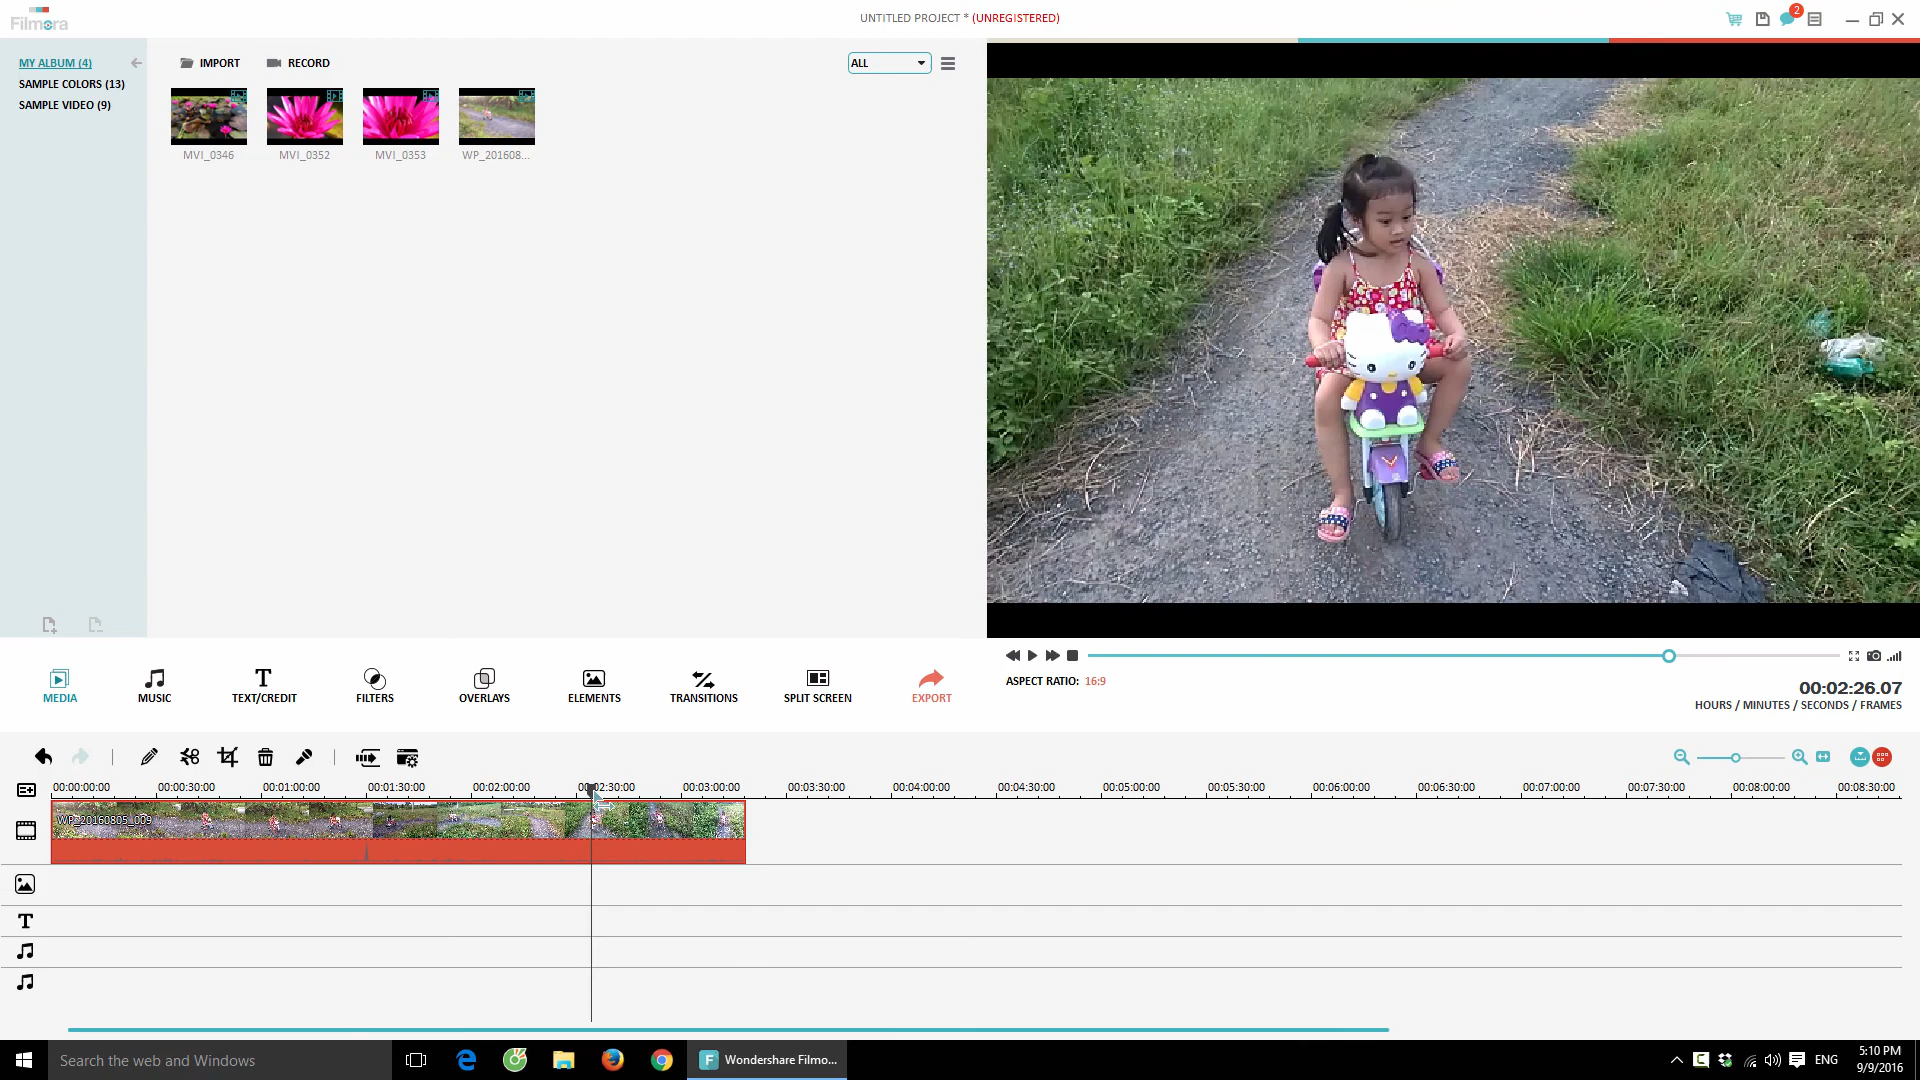 Filmora
UNTITLED PROJECT * (UNREGISTERED)
2
MY ALBUM (4)
SAMPLE COLORS (13)
SAMPLE VIDEO (9)
IMPORT
RECORD
ALL
MVI_0346
MVI_0352
MVI_0353
WP_201608...
MEDIA
MUSIC
TEXT/CREDIT
FILTERS
OVERLAYS
ELEMENTS
TRANSITIONS
SPLIT SCREEN
EXPORT
ASPECT RATIO: 16:9
00:02:26.07
HOURS / MINUTES / SECONDS / FRAMES
00:00:00:00 00:00:30:00 00:01:00:00 00:01:30:00 00:02:00:00 00:02:30:00 00:03:00:00 00:03:30:00 00:04:00:00 00:04:30:00 00:05:00:00 00:05:30:00 00:06:00:00 00:06:30:00 00:07:00:00 00:07:30:00 00:08:00:00 00:08:30:00
WP_20160805_009
Search the web and Windows
Wondershare Filmo...
ENG
5:10 PM
9/9/2016